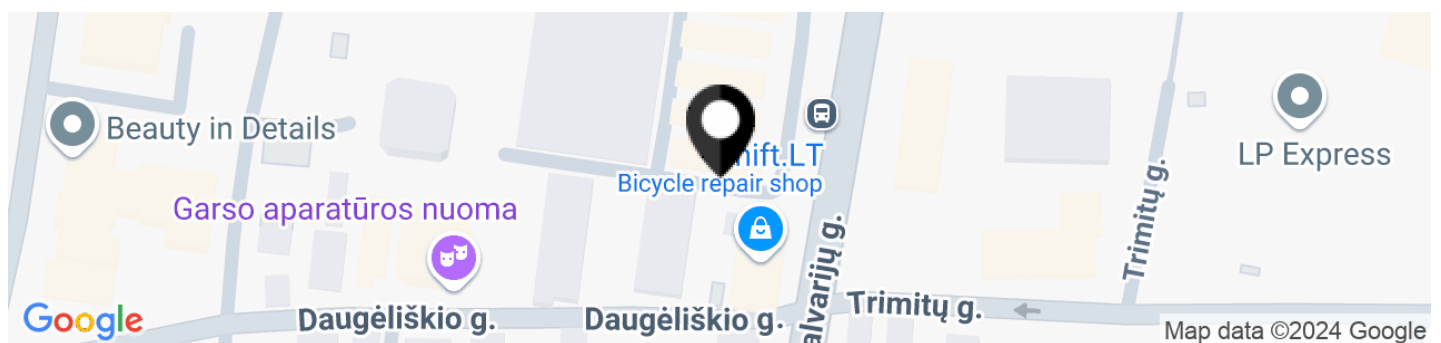 Beauty in Details
hift.LT
Bicycle repair shop
LP Express
Garso aparatūros nuoma
Trimitų g.
alvarijų g.
Daugėliškio g.
Daugėliškio g.
Trimitų g.
Google
Map data ©2024 Google